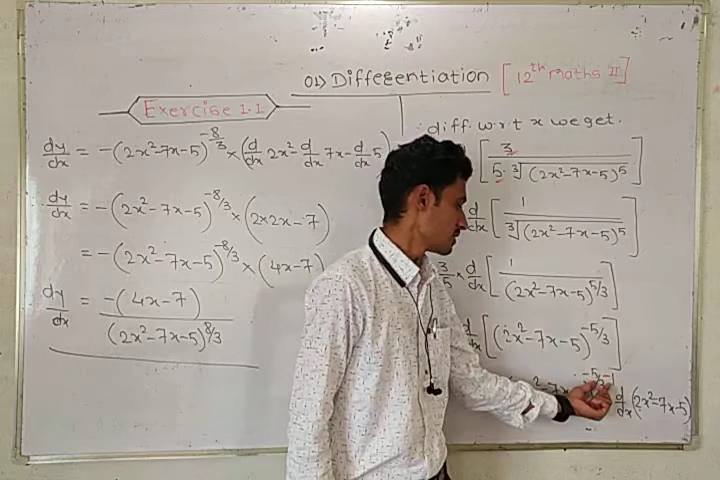 01) Differentiation [12th maths II]
Exercise 1.1
dy/dx = -(2x²-7x-5)^-8/3 × (d/dx 2x² - d/dx 7x - d/dx 5)
dy/dx = -(2x²-7x-5)^-8/3 × (2×2x - 7)
= -(2x²-7x-5)^-8/3 × (4x-7)
dy/dx = -(4x-7) / (2x²-7x-5)^8/3
diff. w.r.t x we get.
[3 / 5·³√(2x²-7x-5)⁵]
d/dx [1 / ³√(2x²-7x-5)⁵]
3/5 × d/dx [1 / (2x²-7x-5)^5/3]
[(2x²-7x-5)^-5/3]
d/dx (2x²-7x-5)